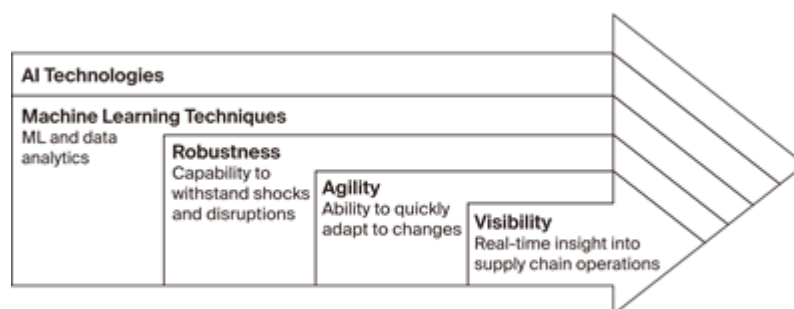 AI Technologies
Machine Learning Techniques
ML and data
analytics
Robustness
Capability to
withstand shocks
and disruptions
Agility
Ability to quickly
adapt to changes
Visibility
Real-time insight into
supply chain operations